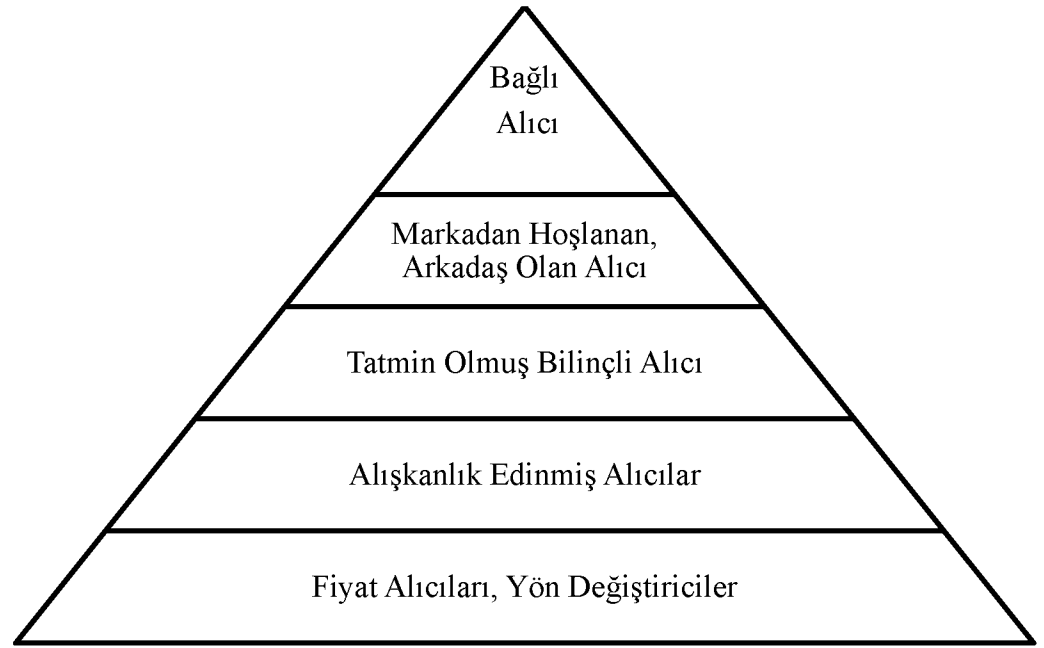 Bağlı
Alıcı
Markadan Hoşlanan,
Arkadaş Olan Alıcı
Tatmin Olmuş Bilinçli Alıcı
Alışkanlık Edinmiş Alıcılar
Fiyat Alıcıları, Yön Değiştiriciler